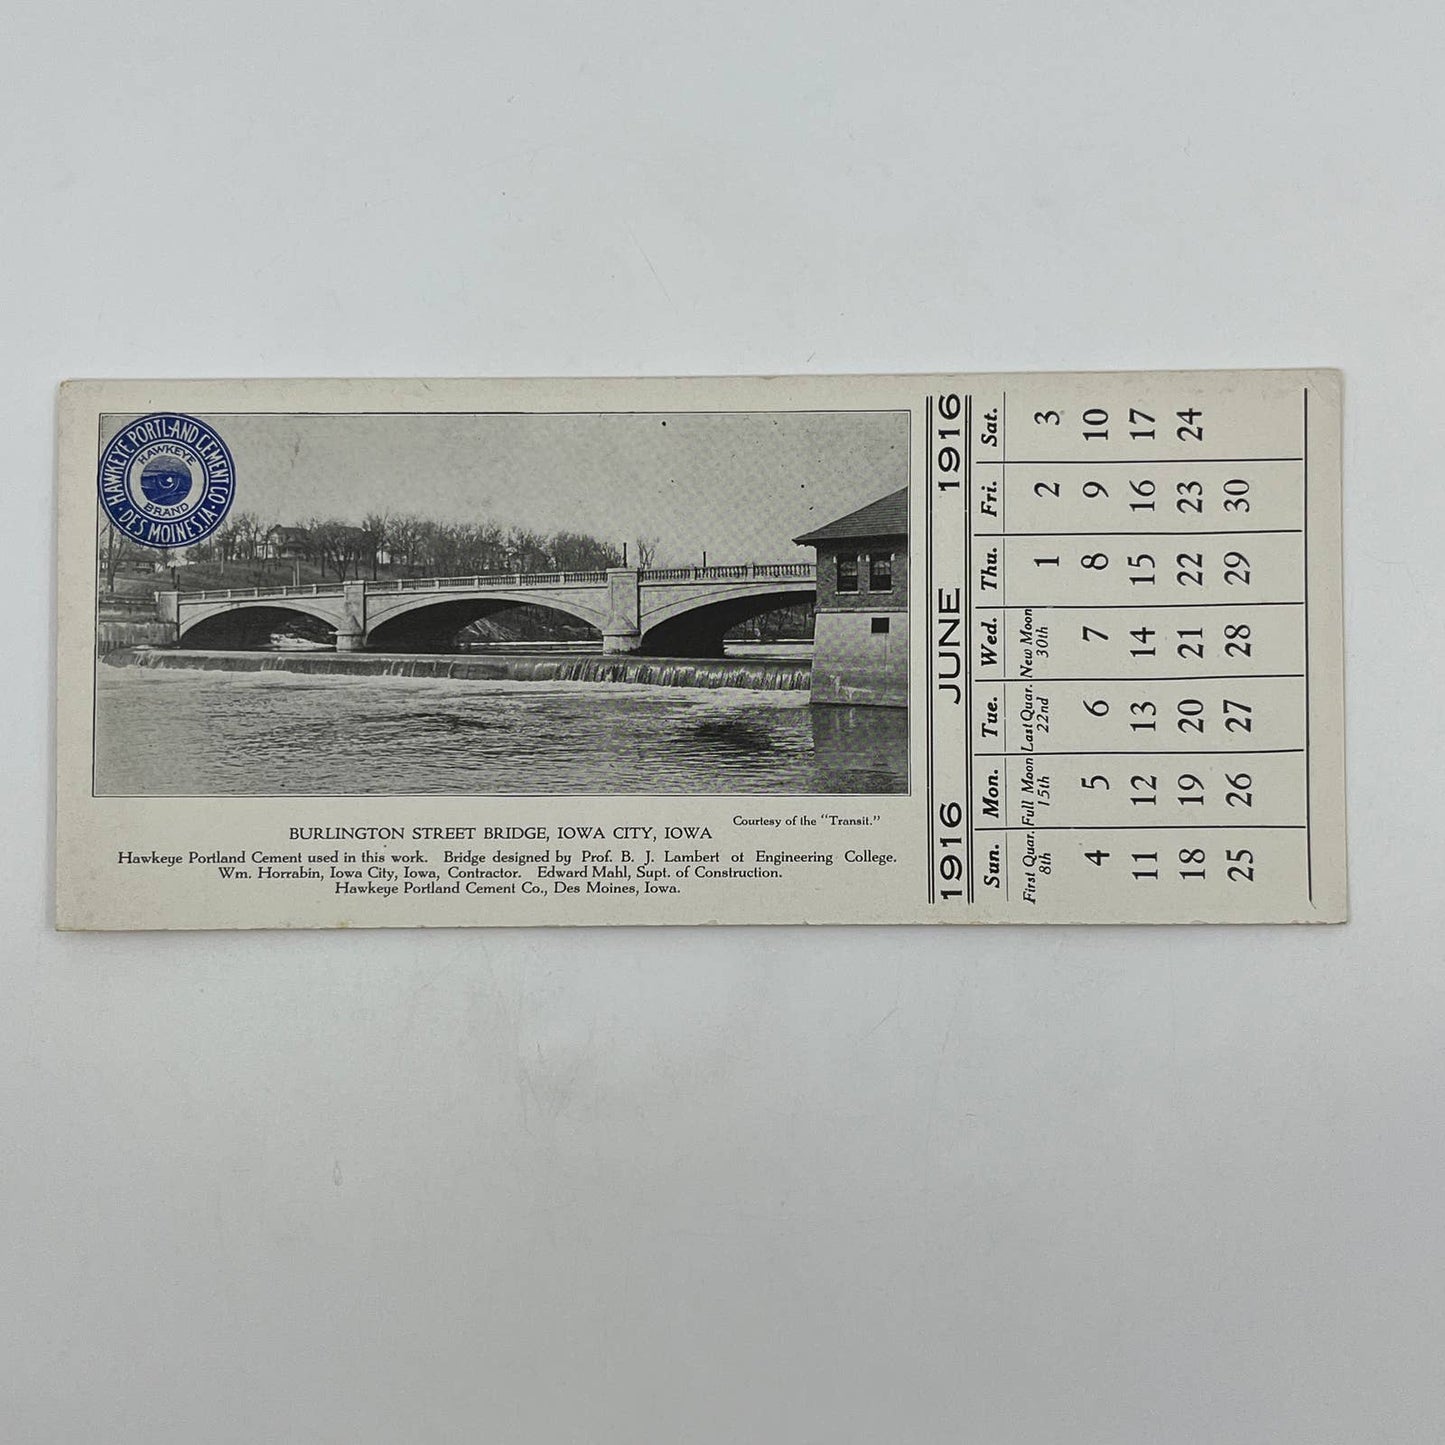 HAWKEYE PORTLAND CEMENT CO.
HAWKEYE
BRAND
· DES MOINES, IA ·
Courtesy of the "Transit."
BURLINGTON STREET BRIDGE, IOWA CITY, IOWA
Hawkeye Portland Cement used in this work. Bridge designed by Prof. B. J. Lambert of Engineering College.
Wm. Horrabin, Iowa City, Iowa, Contractor. Edward Mahl, Supt. of Construction.
Hawkeye Portland Cement Co., Des Moines, Iowa.
1916 JUNE 1916
Sun. Mon. Tue. Wed. Thu. Fri. Sat.
First Quar. Full Moon Last Quar. New Moon
8th 15th 22nd 30th
1 2 3
4 5 6 7 8 9 10
11 12 13 14 15 16 17
18 19 20 21 22 23 24
25 26 27 28 29 30